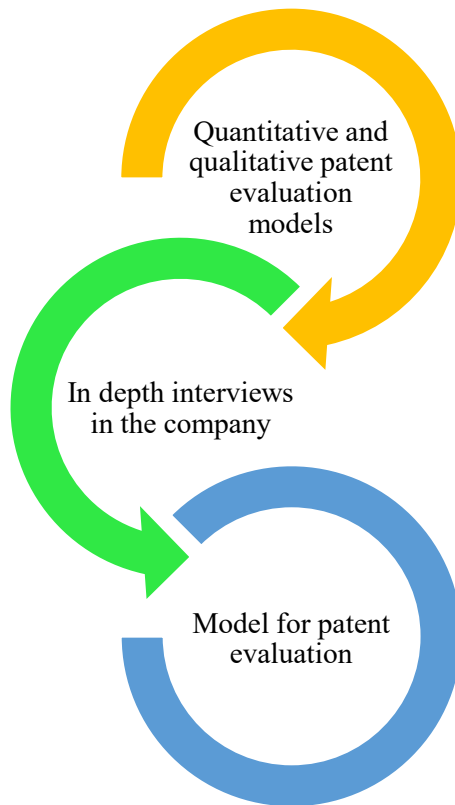 Quantitative and
qualitative patent
evaluation
models
In depth interviews
in the company
Model for patent
evaluation